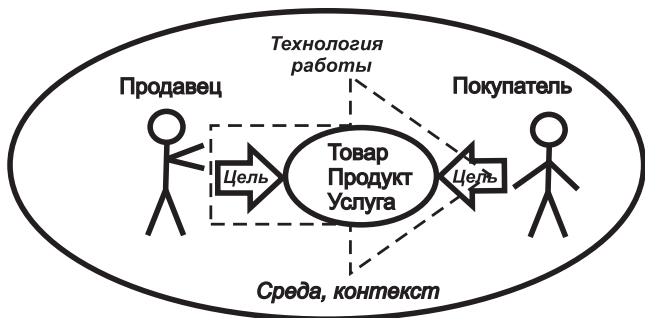 Технология
работы
Продавец
Покупатель
Цель
Товар
Продукт
Услуга
Цель
Среда, контекст